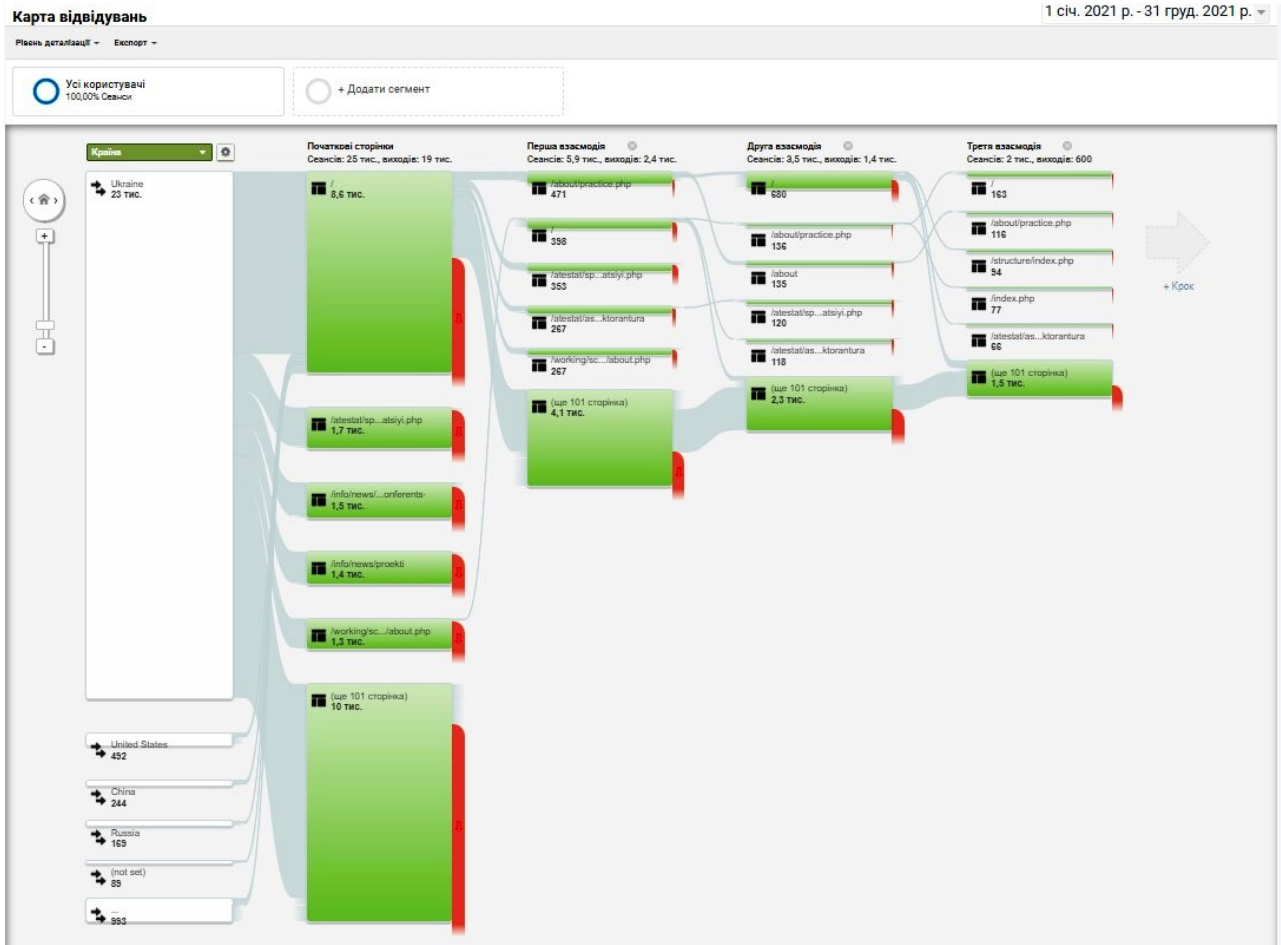 Карта відвідувань
1 січ. 2021 р. - 31 груд. 2021 р.
Рівень деталізації
Експорт
Усі користувачі
100,00% Сеанси
+ Додати сегмент
Країна
Ukraine
23 тис.
United States
492
China
244
Russia
169
(not set)
89
...
993
Початкові сторінки
Сеансів: 25 тис., виходів: 19 тис.
/
8,6 тис.
/atestat/sp...atsiyi.php
1,7 тис.
/info/news/...onferents-
1,5 тис.
/info/news/proekti
1,4 тис.
/working/sc.../about.php
1,3 тис.
(ще 101 сторінка)
10 тис.
Перша взаємодія
Сеансів: 5,9 тис., виходів: 2,4 тис.
/about/practice.php
471
/
398
/atestat/sp...atsiyi.php
353
/atestat/as...ktorantura
267
/working/sc.../about.php
267
(ще 101 сторінка)
4,1 тис.
Друга взаємодія
Сеансів: 3,5 тис., виходів: 1,4 тис.
/
680
/about/practice.php
136
/about
135
/atestat/sp...atsiyi.php
120
/atestat/as...ktorantura
118
(ще 101 сторінка)
2,3 тис.
Третя взаємодія
Сеансів: 2 тис., виходів: 600
/
163
/about/practice.php
116
/structure/index.php
94
/index.php
77
/atestat/as...ktorantura
66
(ще 101 сторінка)
1,5 тис.
+ Крок